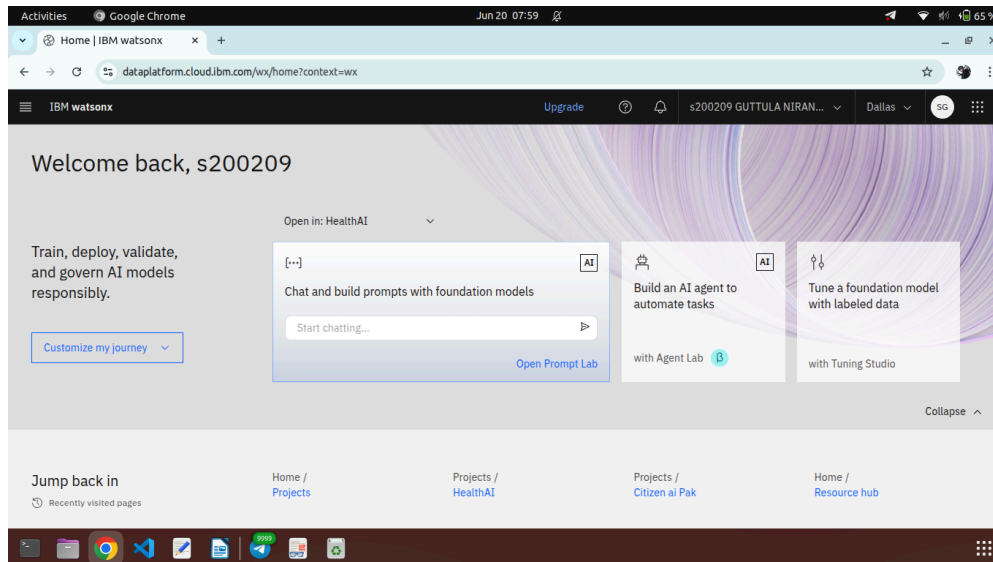 Activities Google Chrome Jun 20 07:59 65 %
Home | IBM watsonx
dataplatform.cloud.ibm.com/wx/home?context=wx
IBM watsonx Upgrade s200209 GUTTULA NIRAN... Dallas SG
Welcome back, s200209
Open in: HealthAI
Train, deploy, validate,
and govern AI models
responsibly.
Customize my journey
AI
Chat and build prompts with foundation models
Start chatting...
Open Prompt Lab
AI
Build an AI agent to
automate tasks
with Agent Lab β
Tune a foundation model
with labeled data
with Tuning Studio
Collapse
Jump back in
Recently visited pages
Home /
Projects
Projects /
HealthAI
Projects /
Citizen ai Pak
Home /
Resource hub
9999